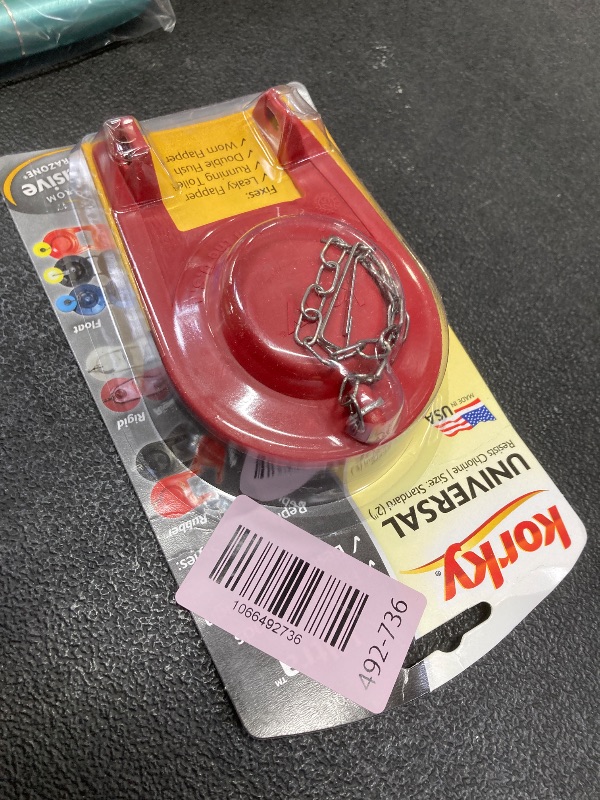 korky®
UNIVERSAL
Resists Chlorine | Size: Standard (2")
MADE IN
USA
Fixes:
✓ Leaky Flapper
✓ Running Toilet
✓ Double Flush
✓ Worn Flapper
Rubber
Rigid
Float
1066492736
492-736